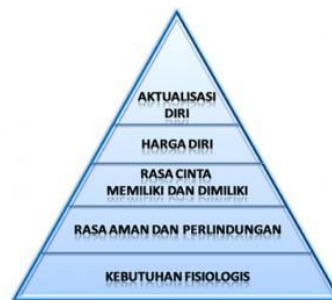 AKTUALISASI
DIRI
HARGA DIRI
RASA CINTA
MEMILIKI DAN DIMILIKI
RASA AMAN DAN PERLINDUNGAN
KEBUTUHAN FISIOLOGIS